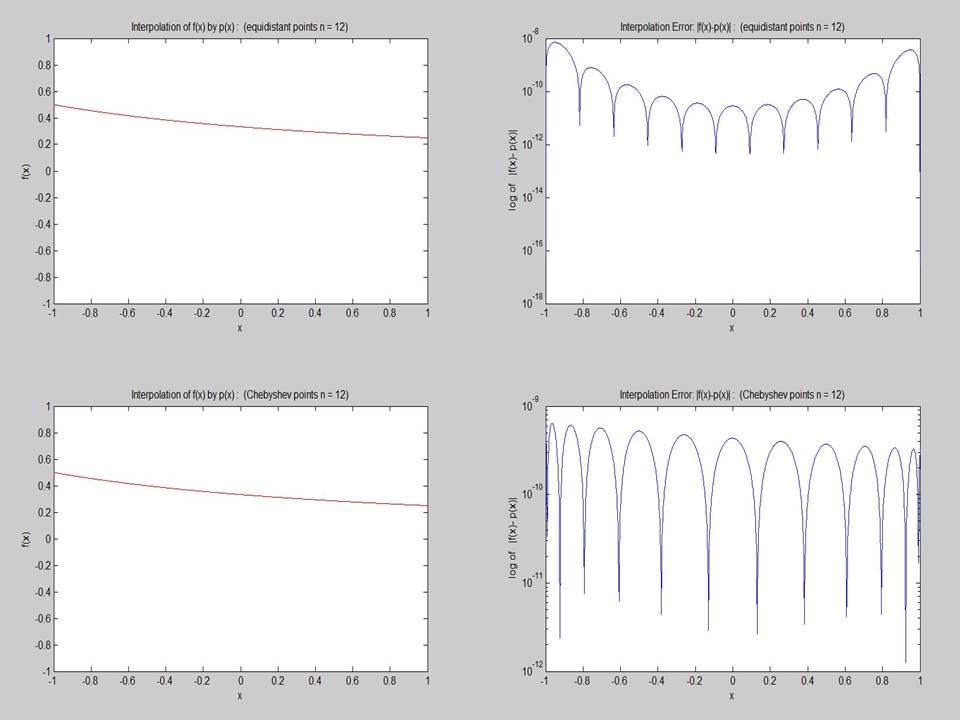 Interpolation of f(x) by p(x) : (equidistant points n = 12)
1
0.8
0.6
0.4
0.2
0
-0.2
-0.4
-0.6
-0.8
-1
f(x)
-1 -0.8 -0.6 -0.4 -0.2 0 0.2 0.4 0.6 0.8 1
x
Interpolation Error: |f(x)-p(x)| : (equidistant points n = 12)
10^-8
10^-10
10^-12
10^-14
10^-16
10^-18
log of |f(x)- p(x)|
-1 -0.8 -0.6 -0.4 -0.2 0 0.2 0.4 0.6 0.8 1
x
Interpolation of f(x) by p(x) : (Chebyshev points n = 12)
1
0.8
0.6
0.4
0.2
0
-0.2
-0.4
-0.6
-0.8
-1
f(x)
-1 -0.8 -0.6 -0.4 -0.2 0 0.2 0.4 0.6 0.8 1
x
Interpolation Error: |f(x)-p(x)| : (Chebyshev points n = 12)
10^-9
10^-10
10^-11
10^-12
log of |f(x)- p(x)|
-1 -0.8 -0.6 -0.4 -0.2 0 0.2 0.4 0.6 0.8 1
x